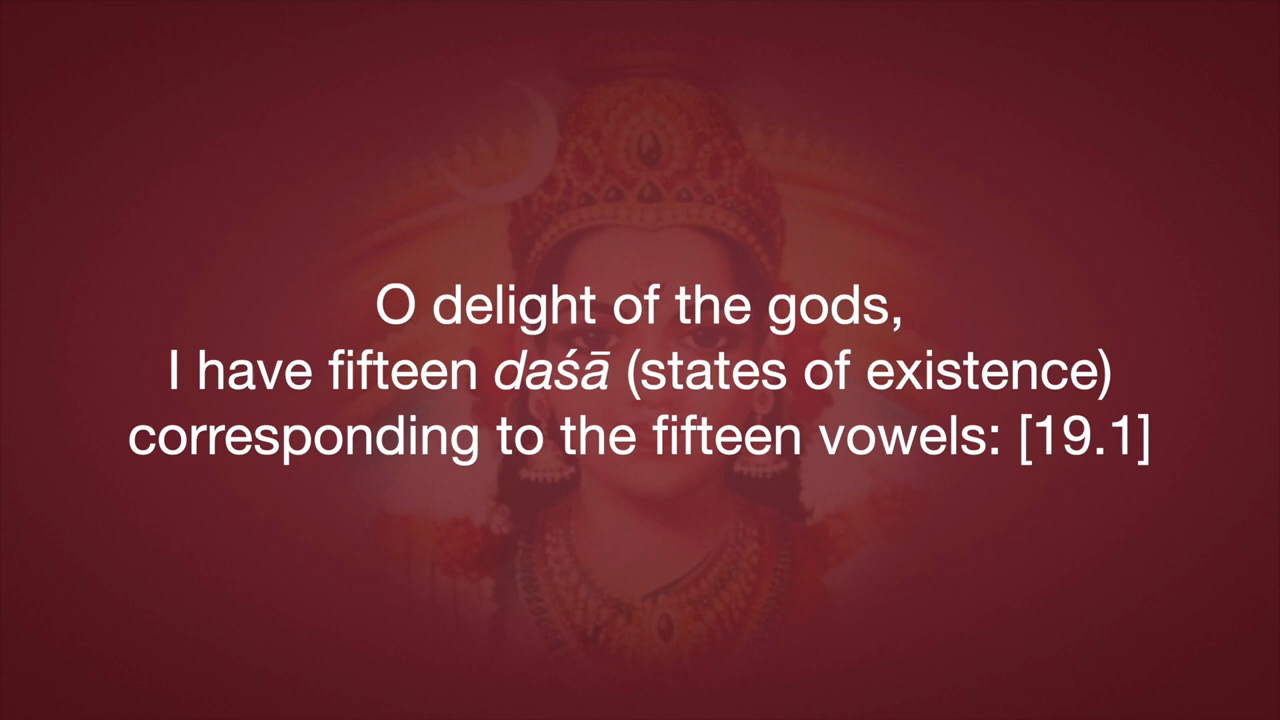 O delight of the gods,
I have fifteen daśā (states of existence)
corresponding to the fifteen vowels: [19.1]